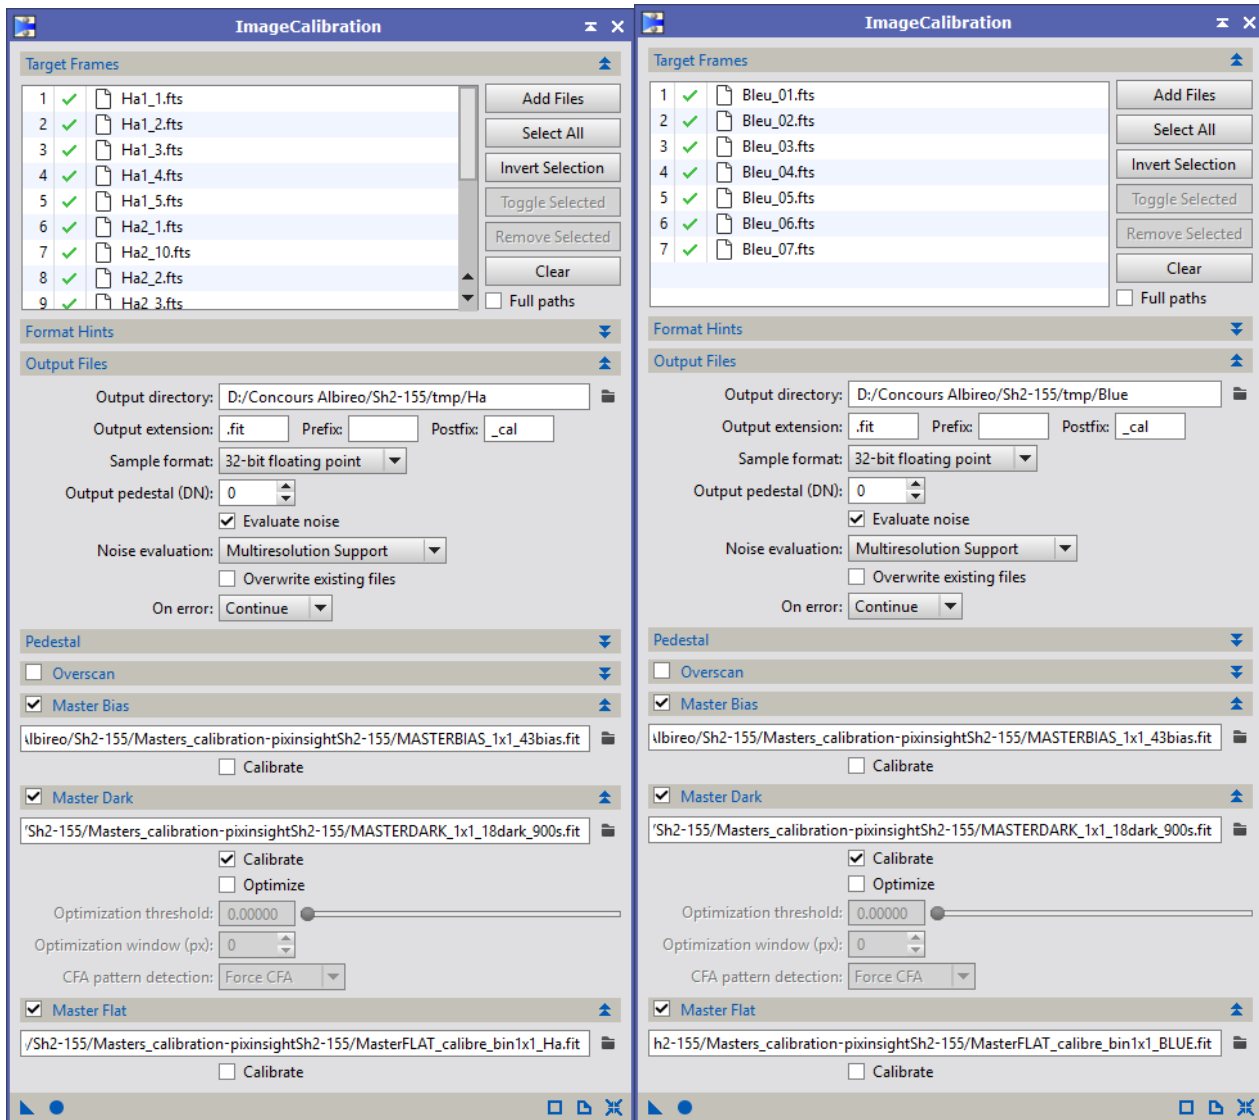 ImageCalibration
Target Frames
1 Ha1_1.fts
2 Ha1_2.fts
3 Ha1_3.fts
4 Ha1_4.fts
5 Ha1_5.fts
6 Ha2_1.fts
7 Ha2_10.fts
8 Ha2_2.fts
9 Ha2_3.fts
Add Files
Select All
Invert Selection
Toggle Selected
Remove Selected
Clear
Full paths
Format Hints
Output Files
Output directory: D:/Concours Albireo/Sh2-155/tmp/Ha
Output extension: .fit Prefix: Postfix: _cal
Sample format: 32-bit floating point
Output pedestal (DN): 0
Evaluate noise
Noise evaluation: Multiresolution Support
Overwrite existing files
On error: Continue
Pedestal
Overscan
Master Bias
\lbireo/Sh2-155/Masters_calibration-pixinsightSh2-155/MASTERBIAS_1x1_43bias.fit
Calibrate
Master Dark
/Sh2-155/Masters_calibration-pixinsightSh2-155/MASTERDARK_1x1_18dark_900s.fit
Calibrate
Optimize
Optimization threshold: 0.00000
Optimization window (px): 0
CFA pattern detection: Force CFA
Master Flat
/Sh2-155/Masters_calibration-pixinsightSh2-155/MasterFLAT_calibre_bin1x1_Ha.fit
Calibrate
ImageCalibration
Target Frames
1 Bleu_01.fts
2 Bleu_02.fts
3 Bleu_03.fts
4 Bleu_04.fts
5 Bleu_05.fts
6 Bleu_06.fts
7 Bleu_07.fts
Add Files
Select All
Invert Selection
Toggle Selected
Remove Selected
Clear
Full paths
Format Hints
Output Files
Output directory: D:/Concours Albireo/Sh2-155/tmp/Blue
Output extension: .fit Prefix: Postfix: _cal
Sample format: 32-bit floating point
Output pedestal (DN): 0
Evaluate noise
Noise evaluation: Multiresolution Support
Overwrite existing files
On error: Continue
Pedestal
Overscan
Master Bias
\lbireo/Sh2-155/Masters_calibration-pixinsightSh2-155/MASTERBIAS_1x1_43bias.fit
Calibrate
Master Dark
/Sh2-155/Masters_calibration-pixinsightSh2-155/MASTERDARK_1x1_18dark_900s.fit
Calibrate
Optimize
Optimization threshold: 0.00000
Optimization window (px): 0
CFA pattern detection: Force CFA
Master Flat
h2-155/Masters_calibration-pixinsightSh2-155/MasterFLAT_calibre_bin1x1_BLUE.fit
Calibrate